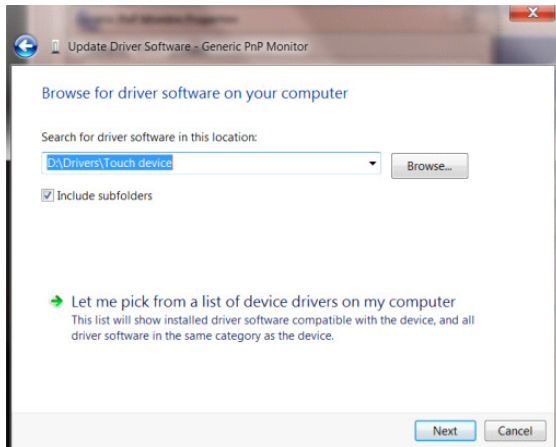 Update Driver Software - Generic PnP Monitor
Browse for driver software on your computer
Search for driver software in this location:
D:\Drivers\Touch device
Browse...
Include subfolders
Let me pick from a list of device drivers on my computer
This list will show installed driver software compatible with the device, and all
driver software in the same category as the device.
Next
Cancel